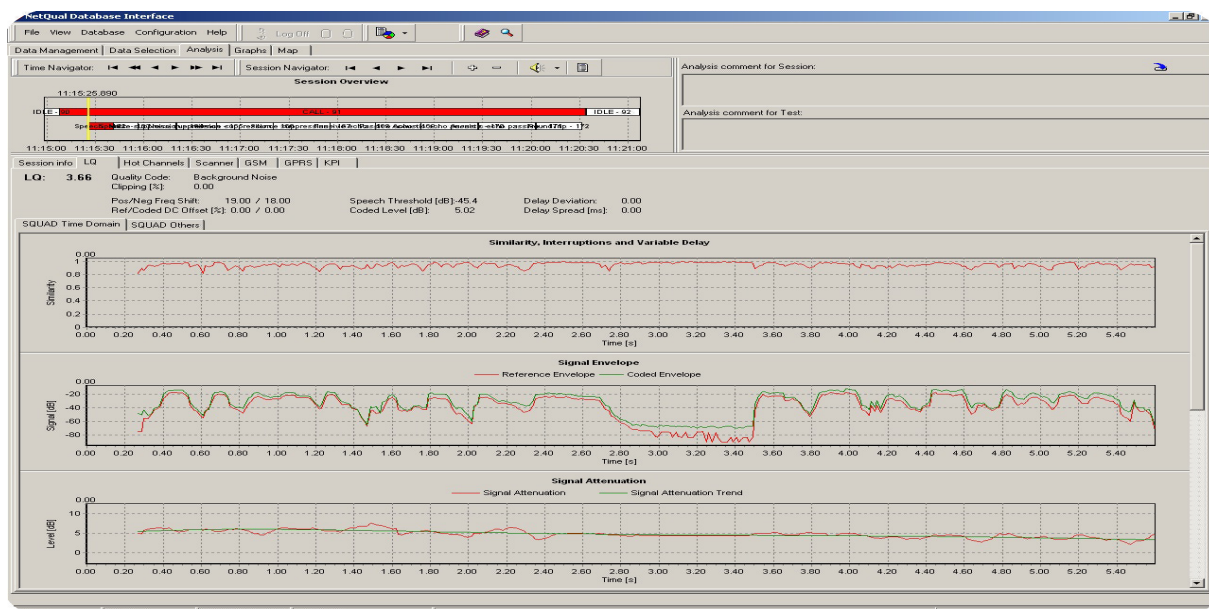 NetQual Database Interface
File View Database Configuration Help Log Off
Data Management Data Selection Analysis Graphs Map
Time Navigator: Session Navigator:
Analysis comment for Session:
Session Overview
11:15:25.890
CALL - 91 IDLE - 92
Analysis comment for Test:
11:15:00 11:15:30 11:16:00 11:16:30 11:17:00 11:17:30 11:18:00 11:18:30 11:19:00 11:19:30 11:20:00 11:20:30 11:21:00
Session info LQ Hot Channels Scanner GSM GPRS KPI
LQ: 3.66 Quality Code: Background Noise
Clipping [%]: 0.00
Pos/Neg Freq Shift: 19.00 / 18.00 Speech Threshold [dB]:-45.4 Delay Deviation: 0.00
Ref/Coded DC Offset [%]: 0.00 / 0.00 Coded Level [dB]: 5.02 Delay Spread [ms]: 0.00
SQUAD Time Domain SQUAD Others
Similarity, Interruptions and Variable Delay
0.00
1
0.8
0.6
0.4
0.2
0
Similarity
0.00 0.20 0.40 0.60 0.80 1.00 1.20 1.40 1.60 1.80 2.00 2.20 2.40 2.60 2.80 3.00 3.20 3.40 3.60 3.80 4.00 4.20 4.40 4.60 4.80 5.00 5.20 5.40
Time [s]
Signal Envelope
Reference Envelope Coded Envelope
0.00
-20
-40
-60
-80
Signal [dB]
0.00 0.20 0.40 0.60 0.80 1.00 1.20 1.40 1.60 1.80 2.00 2.20 2.40 2.60 2.80 3.00 3.20 3.40 3.60 3.80 4.00 4.20 4.40 4.60 4.80 5.00 5.20 5.40
Time [s]
Signal Attenuation
Signal Attenuation Signal Attenuation Trend
0.00
10
5
0
Level [dB]
0.00 0.20 0.40 0.60 0.80 1.00 1.20 1.40 1.60 1.80 2.00 2.20 2.40 2.60 2.80 3.00 3.20 3.40 3.60 3.80 4.00 4.20 4.40 4.60 4.80 5.00 5.20 5.40
Time [s]